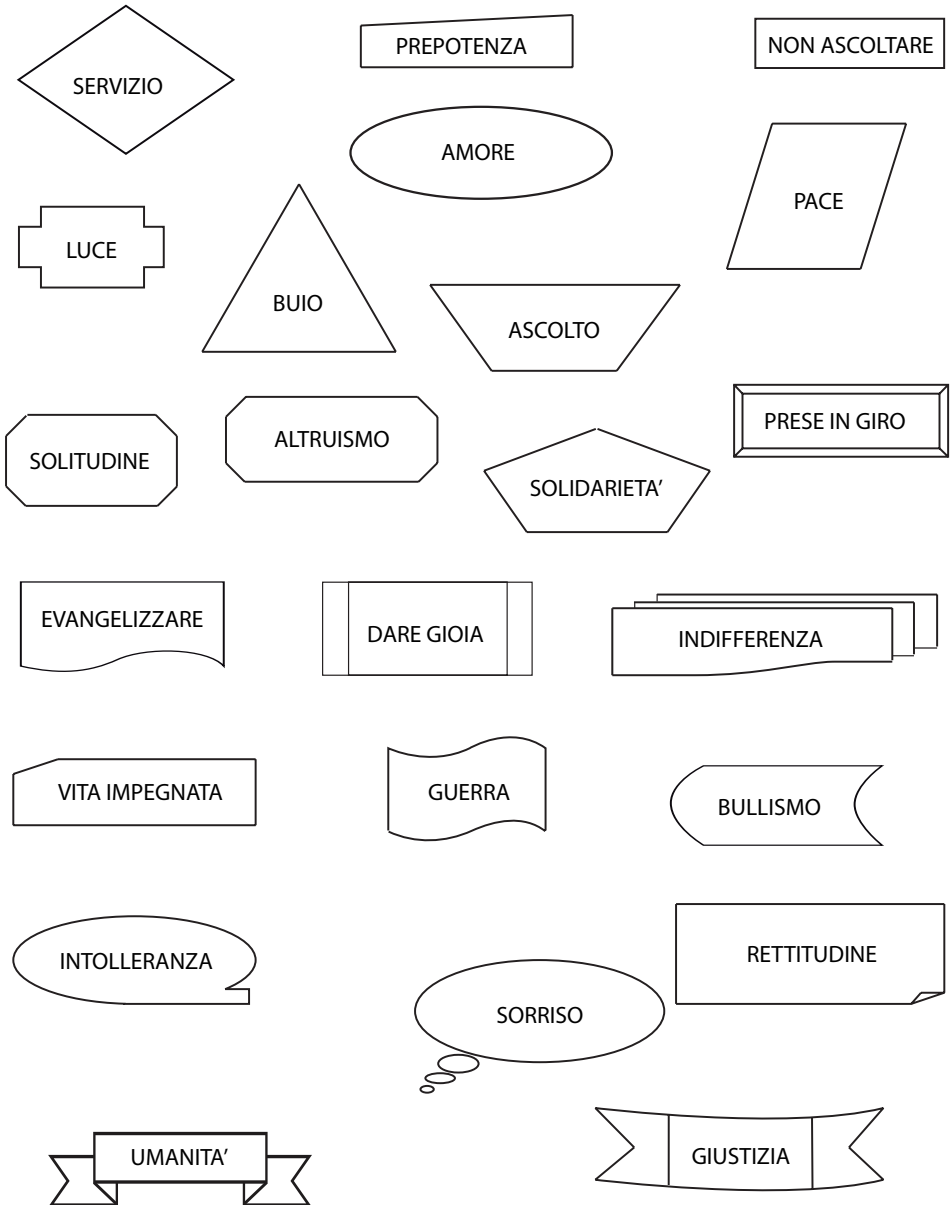 SERVIZIO
PREPOTENZA
NON ASCOLTARE
AMORE
PACE
LUCE
BUIO
ASCOLTO
SOLITUDINE
ALTRUISMO
PRESE IN GIRO
SOLIDARIETA’
EVANGELIZZARE
DARE GIOIA
INDIFFERENZA
VITA IMPEGNATA
GUERRA
BULLISMO
INTOLLERANZA
SORRISO
RETTITUDINE
UMANITA’
GIUSTIZIA